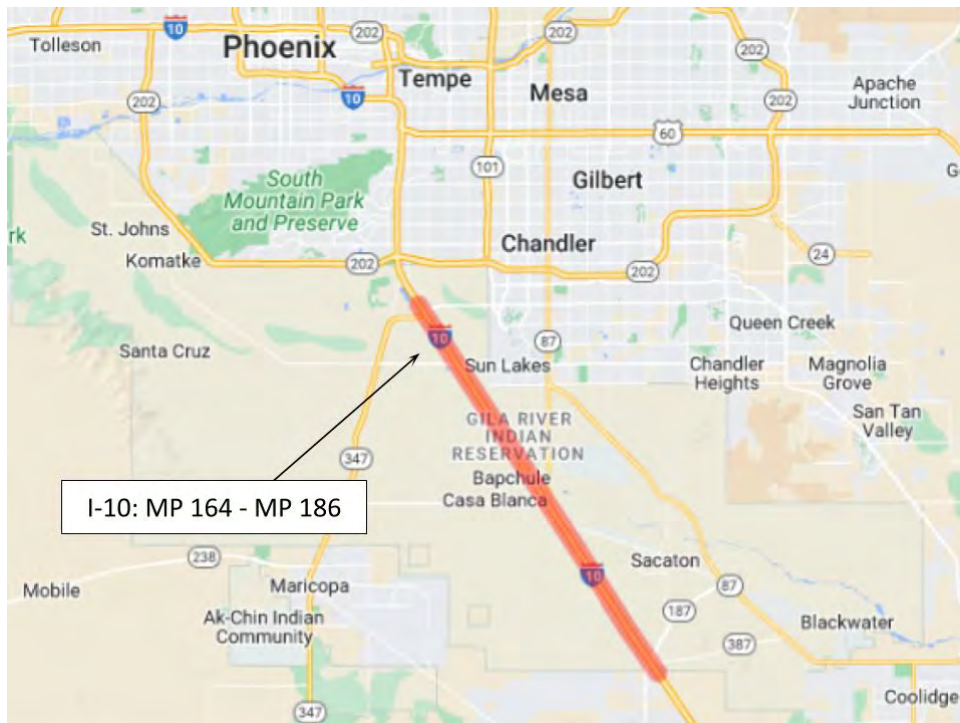 10
202
202
Tolleson
Phoenix
Tempe
202
Mesa
10
Apache
Junction
202
202
60
101
Gilbert
South
Mountain Park
and Preserve
rk
St. Johns
Komatke
202
Chandler
202
24
G
Santa Cruz
10
87
Sun Lakes
Queen Creek
Chandler
Heights
Magnolia
Grove
San Tan
Valley
GILA RIVER
INDIAN
RESERVATION
347
Bapchule
Casa Blanca
I-10: MP 164 - MP 186
238
Mobile
Maricopa
Ak-Chin Indian
Community
10
Sacaton
87
187
Blackwater
387
347
Coolidge